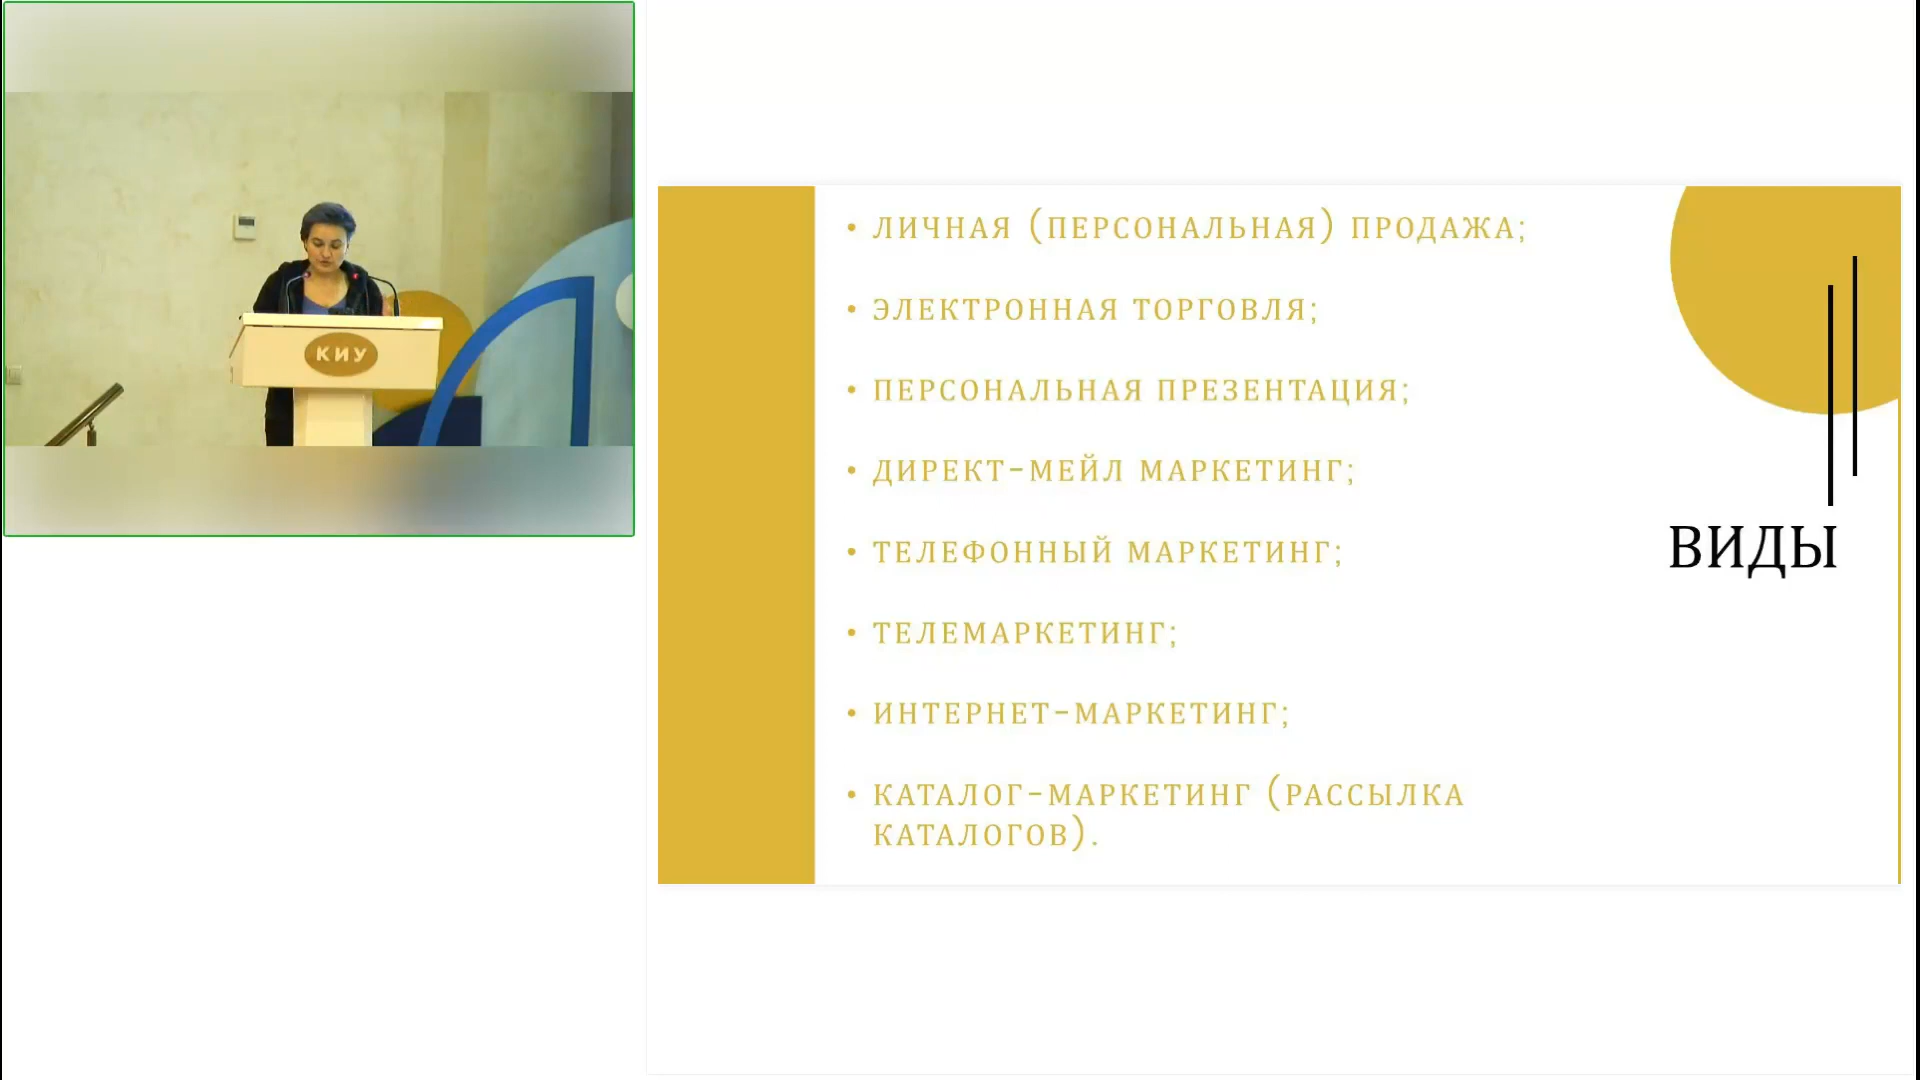 КИУ
• ЛИЧНАЯ (ПЕРСОНАЛЬНАЯ) ПРОДАЖА;
• ЭЛЕКТРОННАЯ ТОРГОВЛЯ;
• ПЕРСОНАЛЬНАЯ ПРЕЗЕНТАЦИЯ;
• ДИРЕКТ-МЕЙЛ МАРКЕТИНГ;
• ТЕЛЕФОННЫЙ МАРКЕТИНГ;
• ТЕЛЕМАРКЕТИНГ;
• ИНТЕРНЕТ-МАРКЕТИНГ;
• КАТАЛОГ-МАРКЕТИНГ (РАССЫЛКА
КАТАЛОГОВ).
ВИДЫ